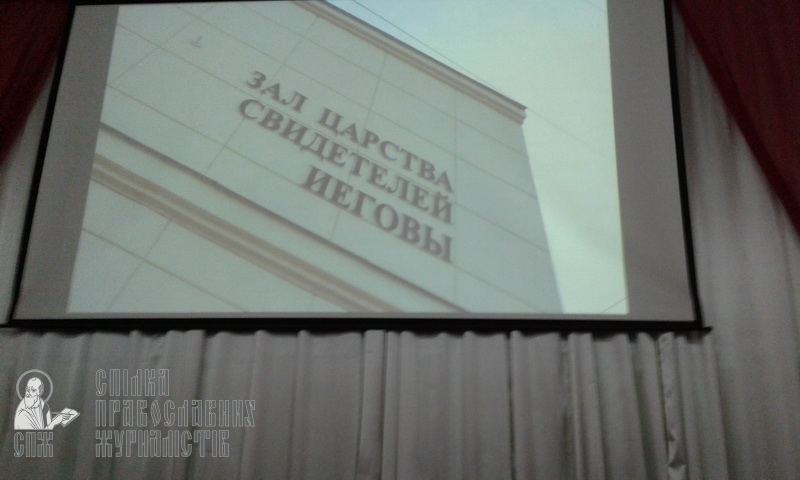 ЗАЛ ЦАРСТВА
СВИДЕТЕЛЕЙ
ИЕГОВЫ
СПІЛКА
ПРАВОСЛАВНИХ
ЖУРНАЛІСТІВ
СПЖ